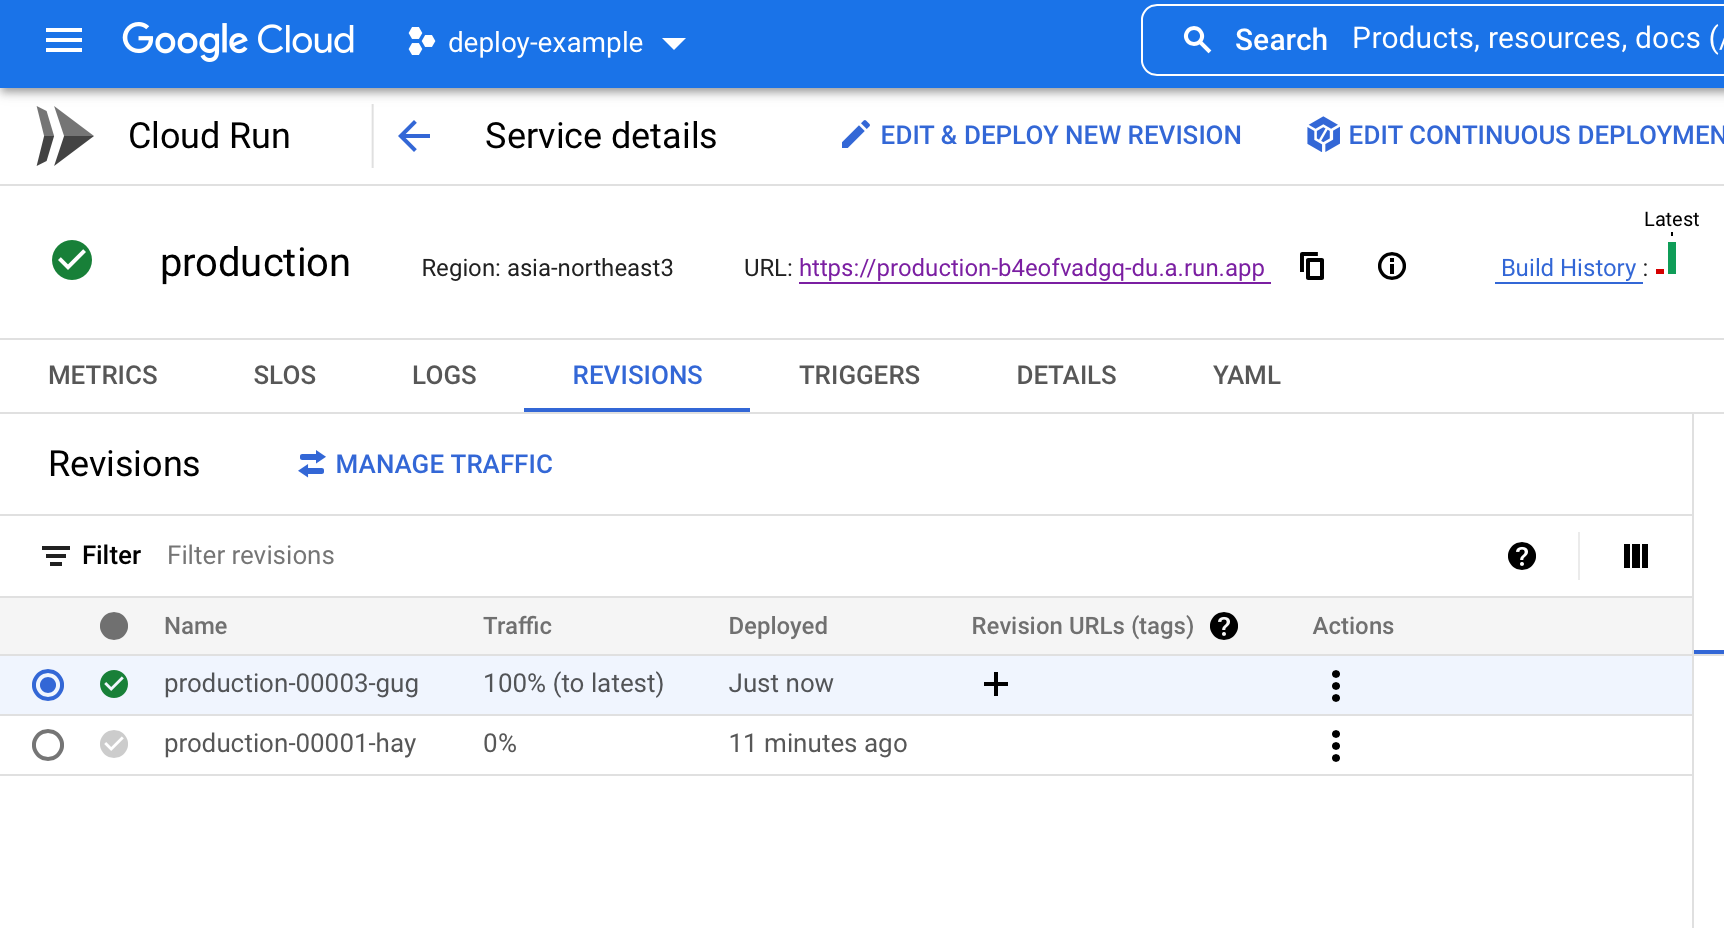 Google Cloud deploy-example Search Products, resources, docs (/
Cloud Run Service details EDIT & DEPLOY NEW REVISION EDIT CONTINUOUS DEPLOYMEN
Latest
production Region: asia-northeast3 URL: https://production-b4eofvadgq-du.a.run.app Build History :
METRICS SLOS LOGS REVISIONS TRIGGERS DETAILS YAML
Revisions MANAGE TRAFFIC
Filter Filter revisions
Name Traffic Deployed Revision URLs (tags) Actions
production-00003-gug 100% (to latest) Just now
production-00001-hay 0% 11 minutes ago